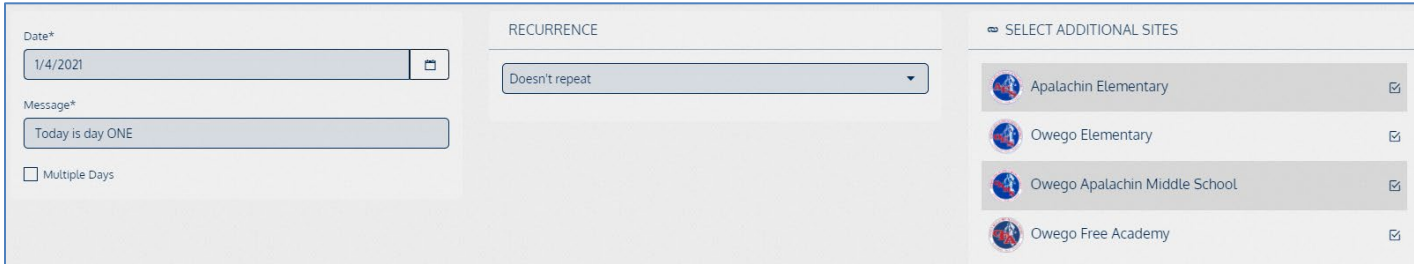 Date*
1/4/2021
Message*
Today is day ONE
Multiple Days
RECURRENCE
Doesn't repeat
SELECT ADDITIONAL SITES
Apalachin Elementary
Owego Elementary
Owego Apalachin Middle School
Owego Free Academy